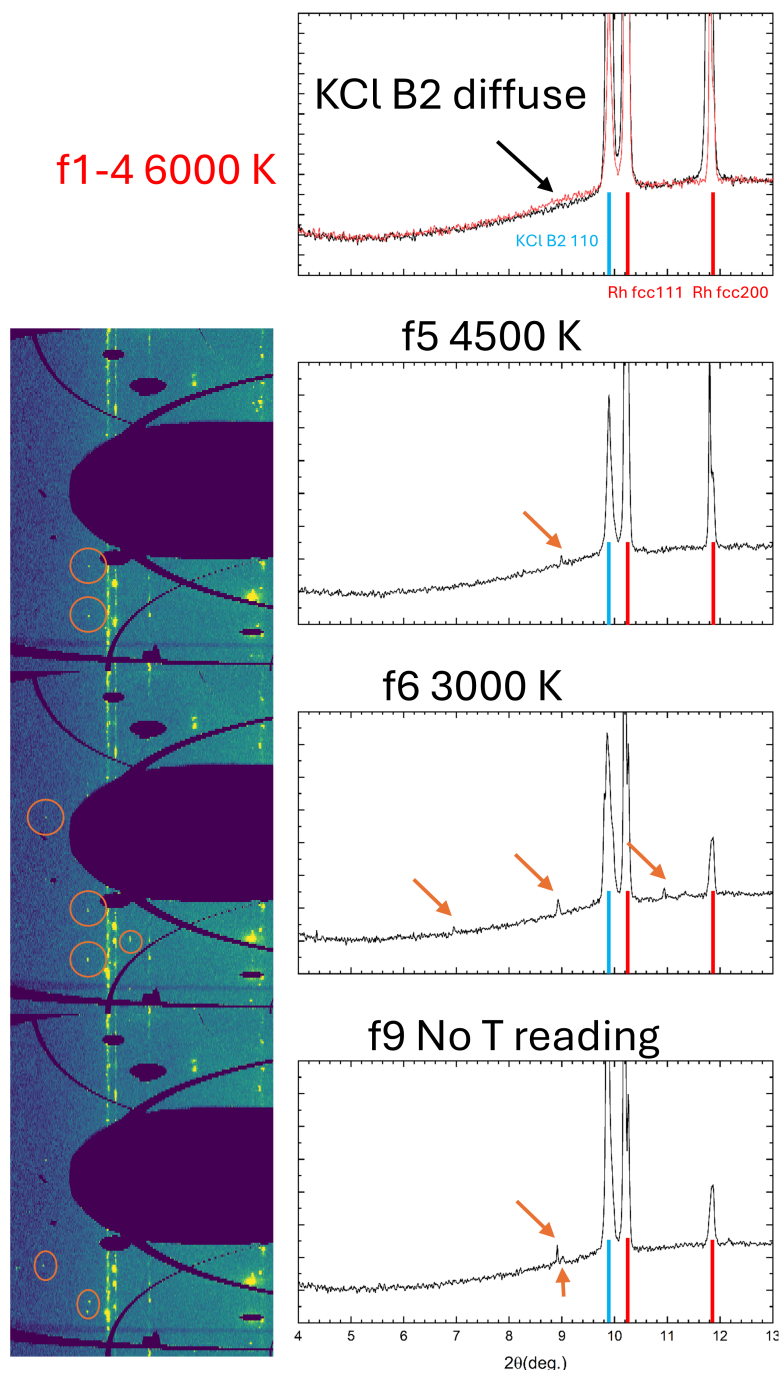 KCl B2 diffuse
f1-4 6000 K
KCl B2 110
Rh fcc111 Rh fcc200
f5 4500 K
f6 3000 K
f9 No T reading
4 5 6 7 8 9 10 11 12 13
2θ(deg.)